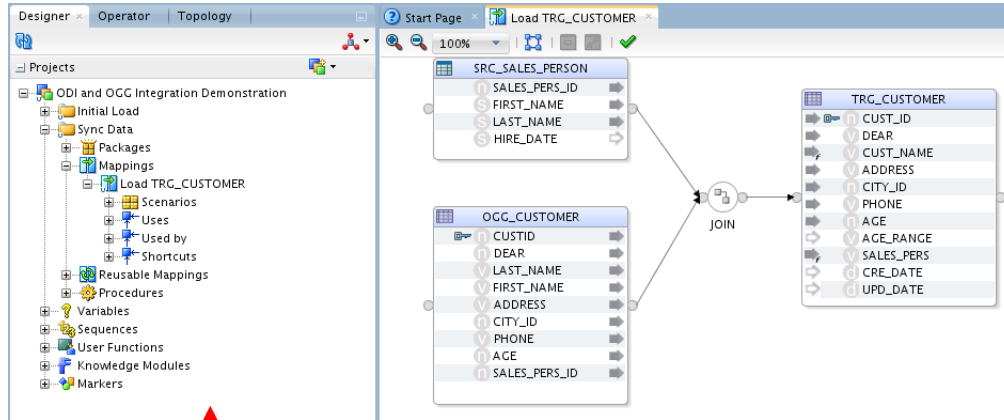 Designer
Operator
Topology
Projects
ODI and OGG Integration Demonstration
Initial Load
Sync Data
Packages
Mappings
Load TRG_CUSTOMER
Scenarios
Uses
Used by
Shortcuts
Reusable Mappings
Procedures
Variables
Sequences
User Functions
Knowledge Modules
Markers
Start Page
Load TRG_CUSTOMER
100%
SRC_SALES_PERSON
n SALES_PERS_ID
S FIRST_NAME
S LAST_NAME
S HIRE_DATE
OGG_CUSTOMER
n CUSTID
n DEAR
v LAST_NAME
v FIRST_NAME
v ADDRESS
n CITY_ID
v PHONE
n AGE
n SALES_PERS_ID
JOIN
TRG_CUSTOMER
n CUST_ID
v DEAR
v CUST_NAME
v ADDRESS
n CITY_ID
v PHONE
n AGE
v AGE_RANGE
v SALES_PERS
d CRE_DATE
d UPD_DATE